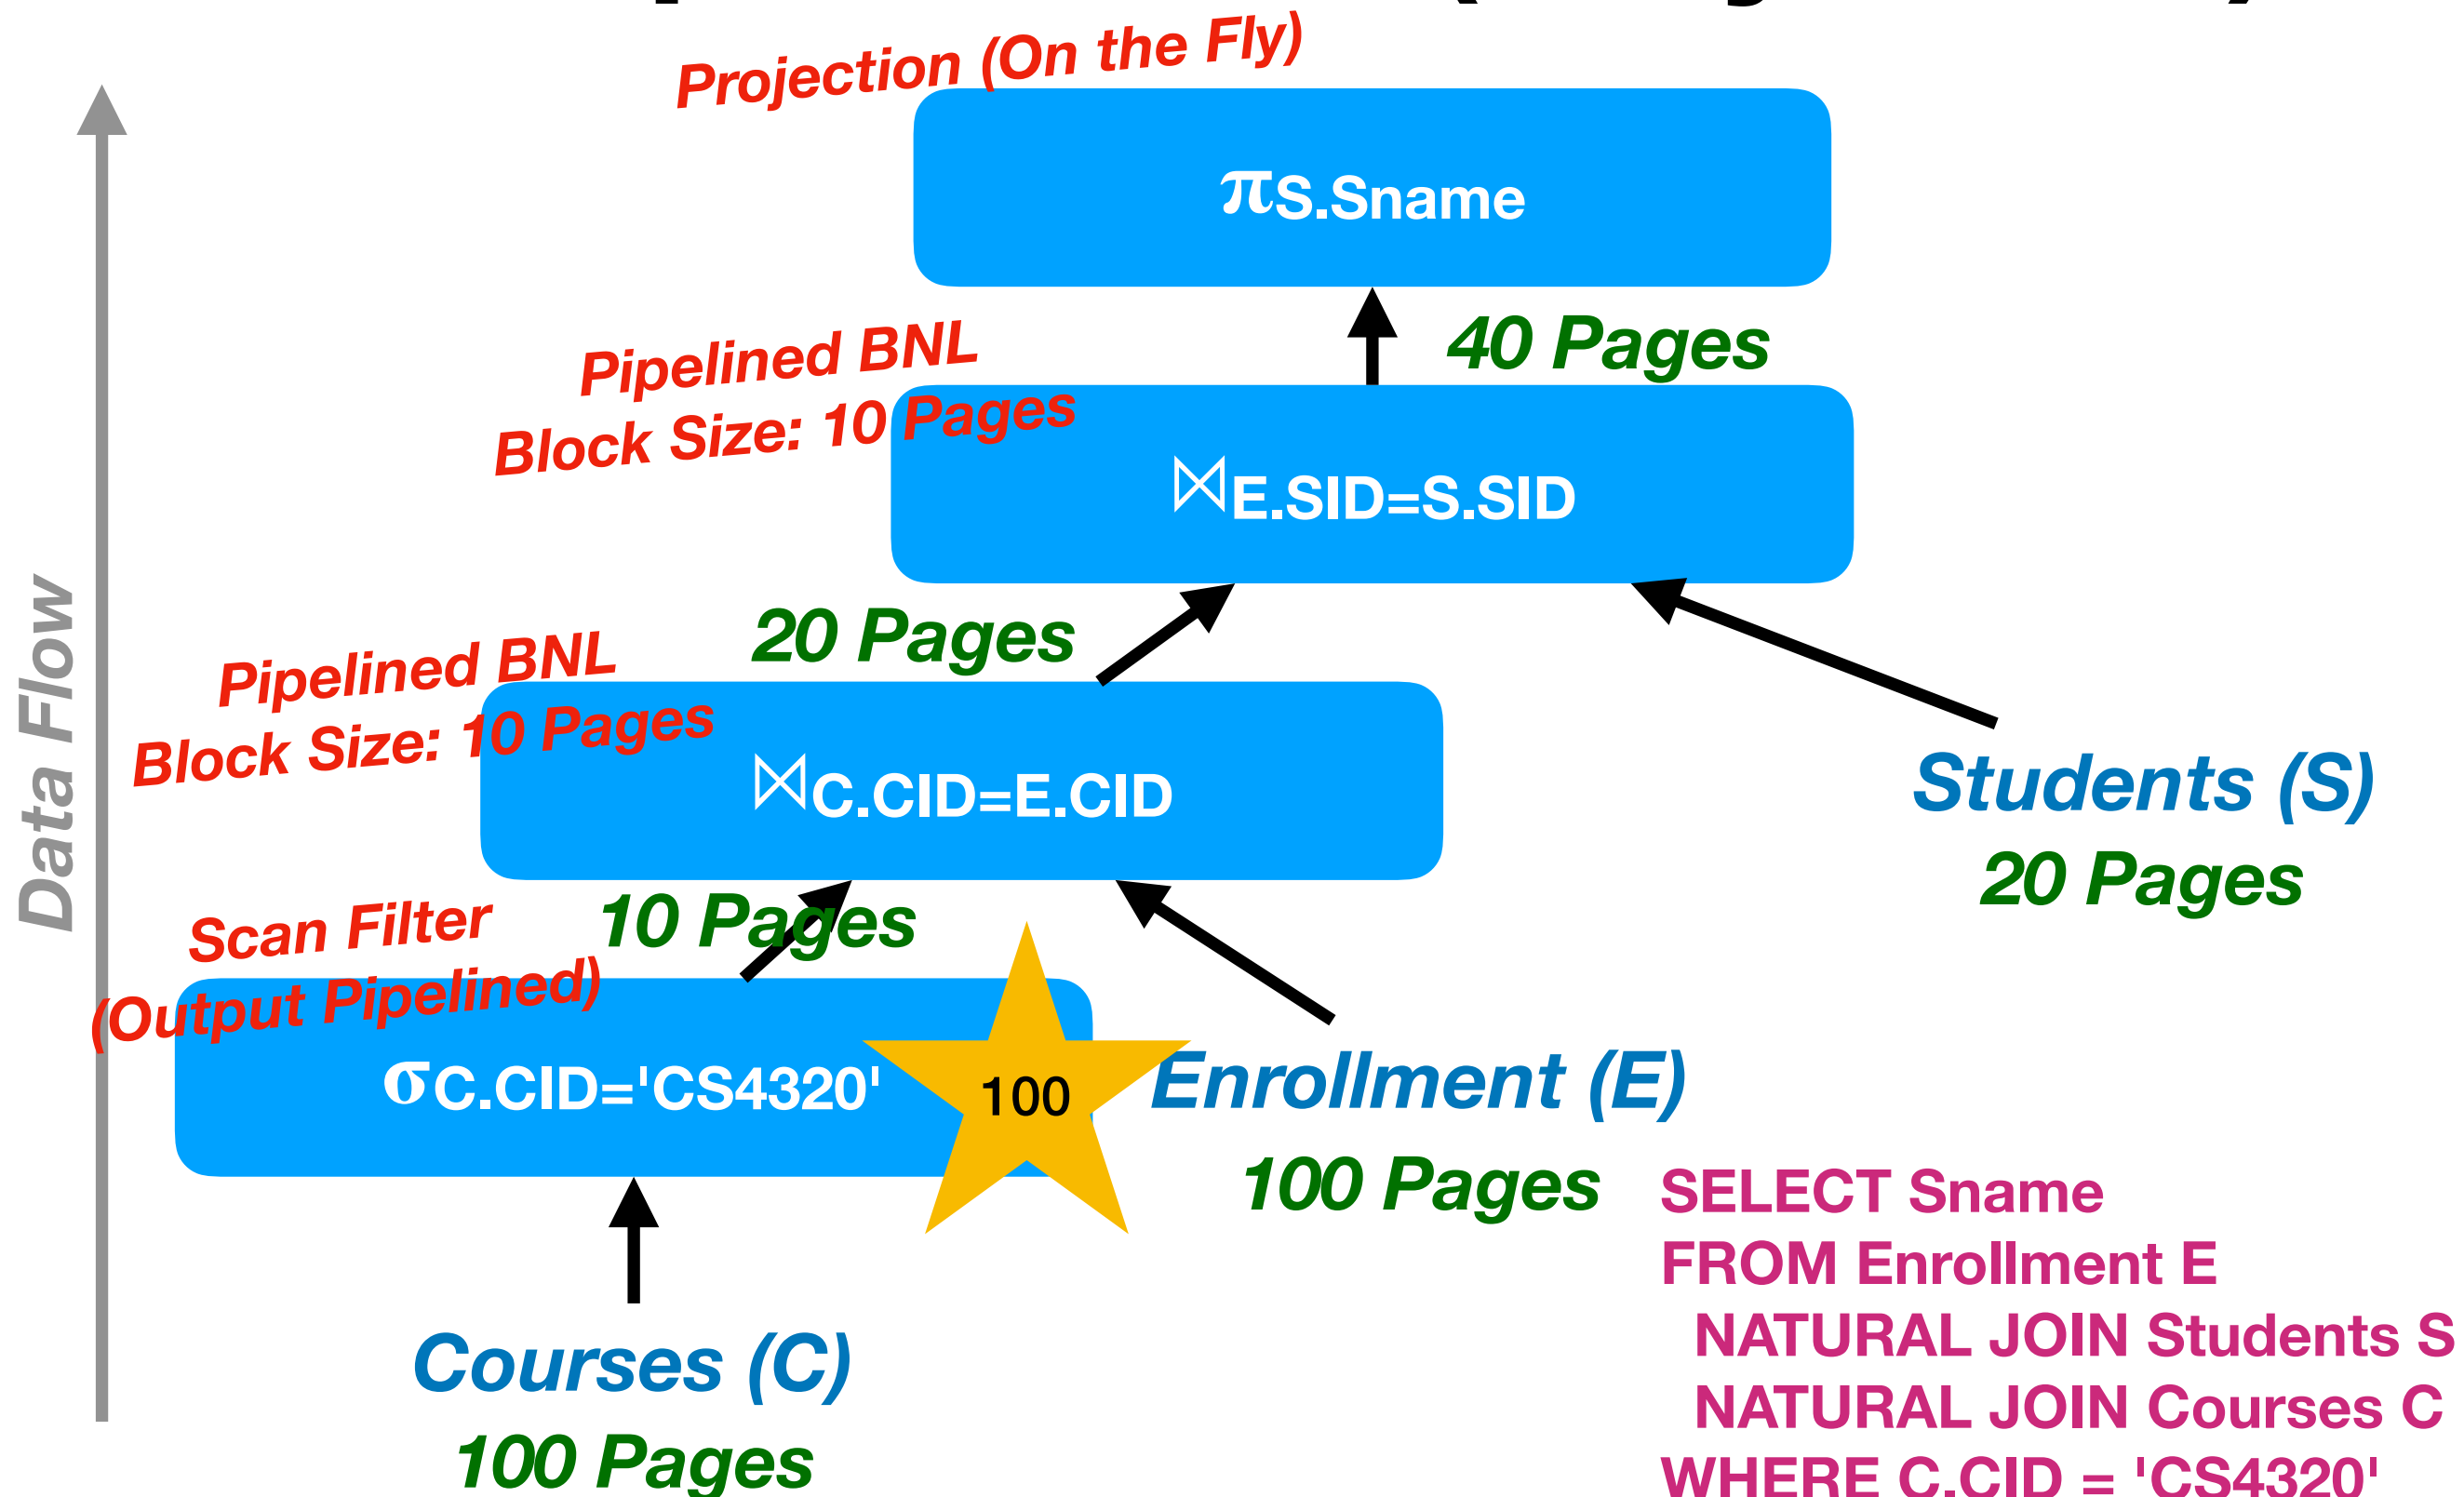 Projection (On the Fly)
πS.Sname
Pipelined BNL
Block Size: 10 Pages
40 Pages
⋈E.SID=S.SID
20 Pages
Pipelined BNL
Block Size: 10 Pages
⋈C.CID=E.CID
Students (S)
20 Pages
Data Flow
Scan Filter
(Output Pipelined)
10 Pages
σC.CID='CS4320'
100
Enrollment (E)
100 Pages
Courses (C)
100 Pages
SELECT Sname
FROM Enrollment E
NATURAL JOIN Students S
NATURAL JOIN Courses C
WHERE C.CID = 'CS4320'